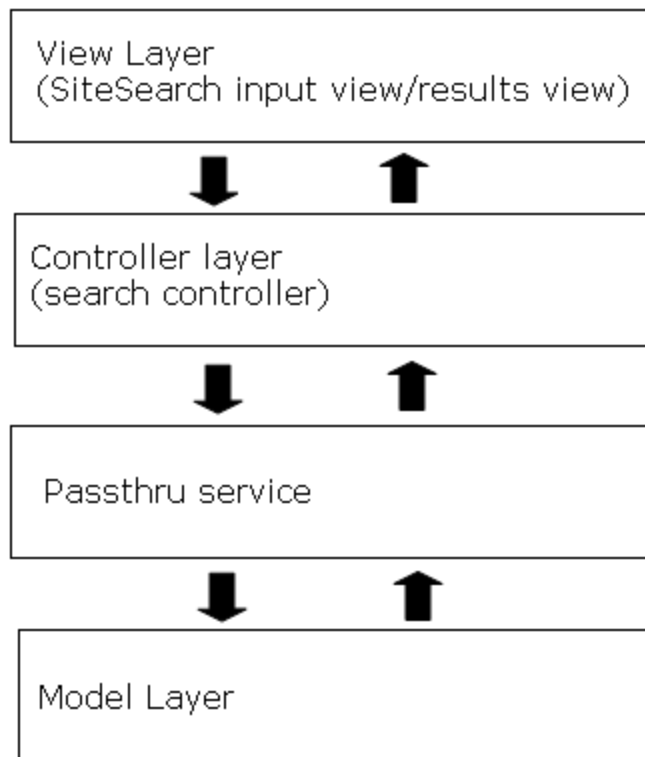 View Layer
(SiteSearch input view/results view)
Controller layer
(search controller)
Passthru service
Model Layer